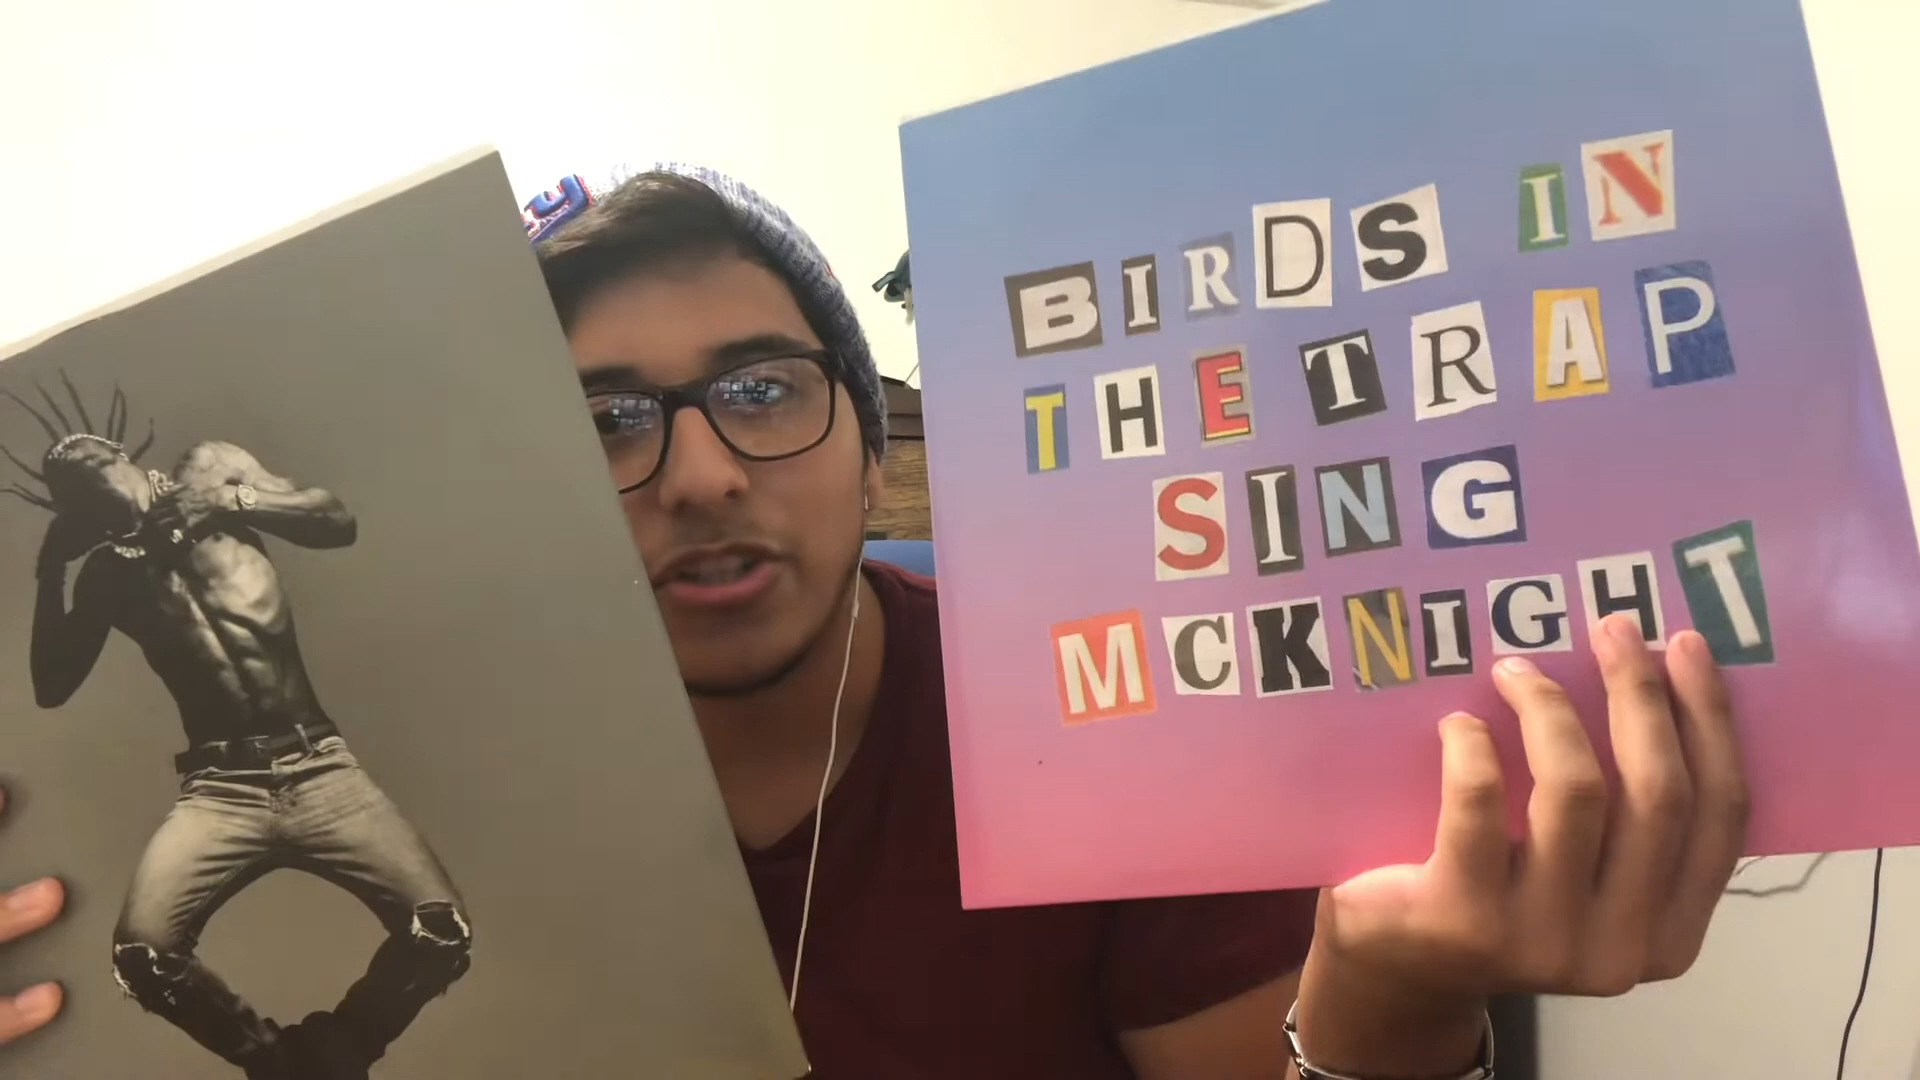 BIRDS IN
THE TRAP
SING
MCKNIGHT